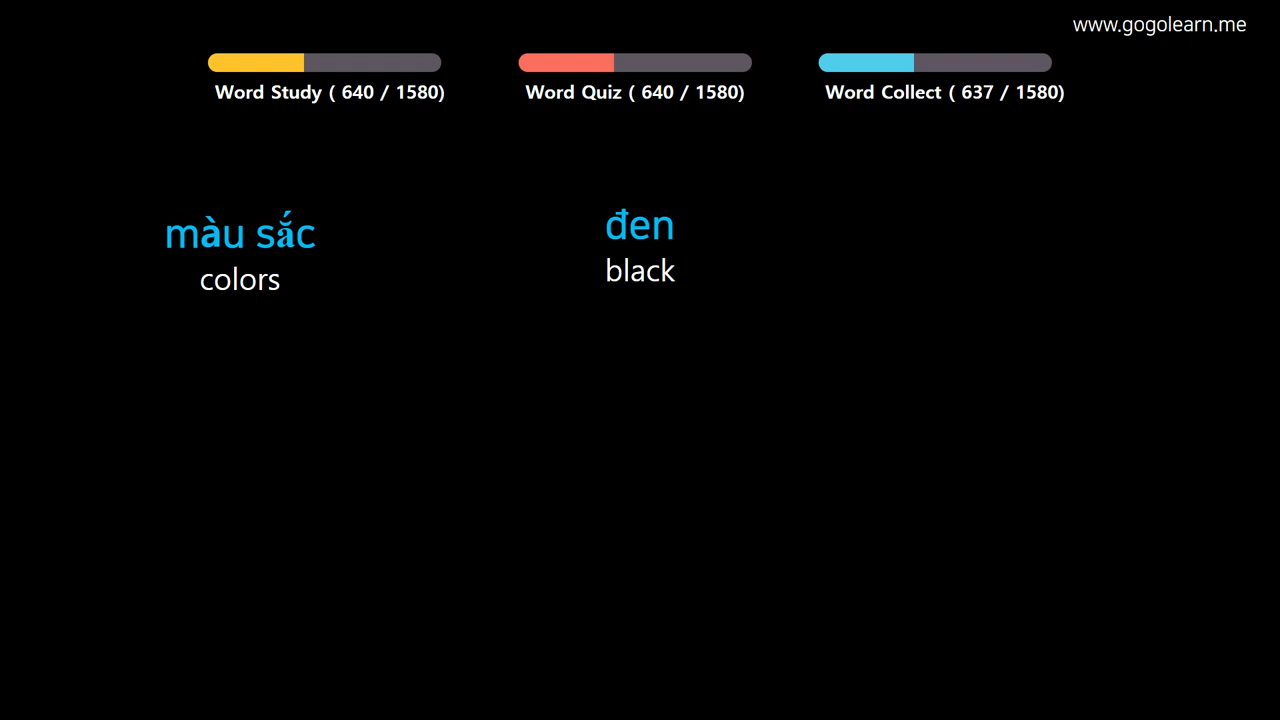 www.gogolearn.me
Word Study ( 640 / 1580)
Word Quiz ( 640 / 1580)
Word Collect ( 637 / 1580)
màu sắc
colors
đen
black